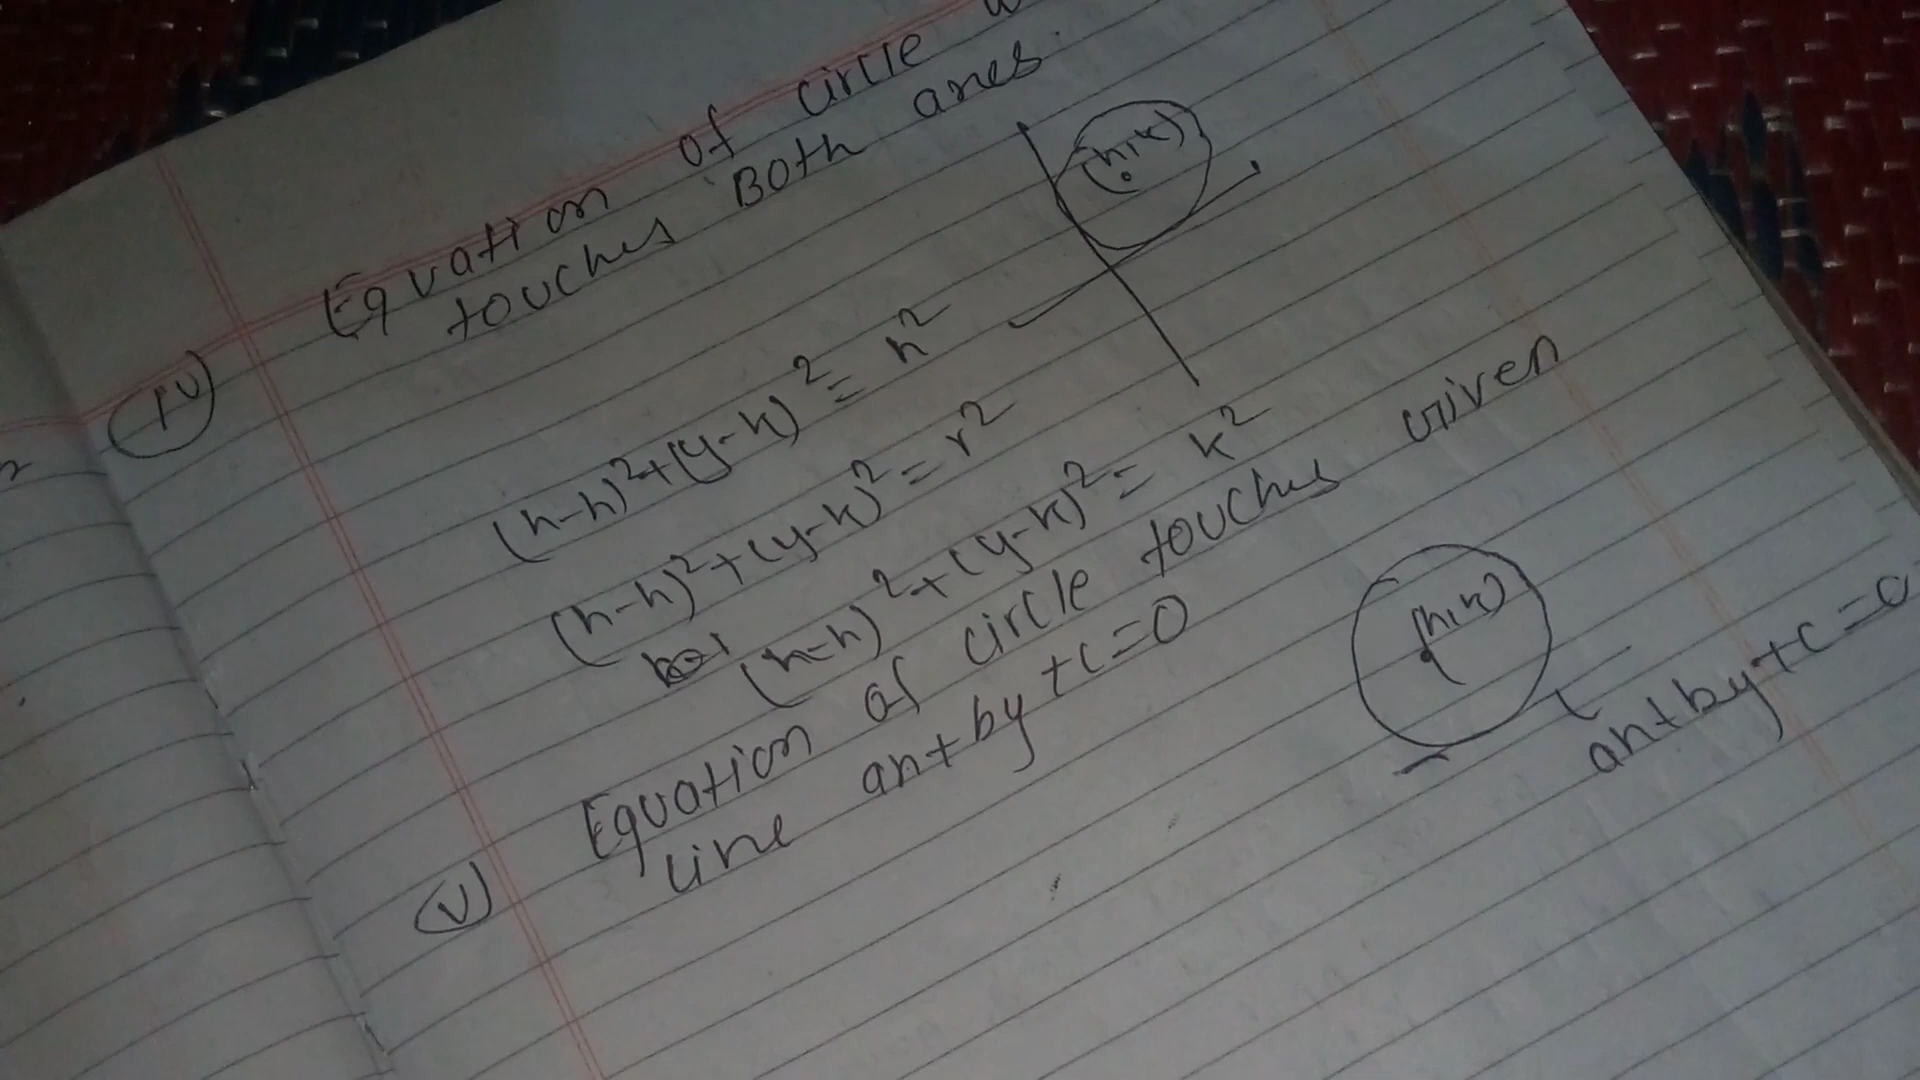 (iv) Equation of circle
touches Both axes.
(h,k)
(x-h)²+(y-k)²=h²
(x-h)²+(y-k)²=r²
(x-h)²+(y-k)²=k²
(v) Equation of circle touches Given
line ax+by+c=0
(h,k)
ax+by+c=0